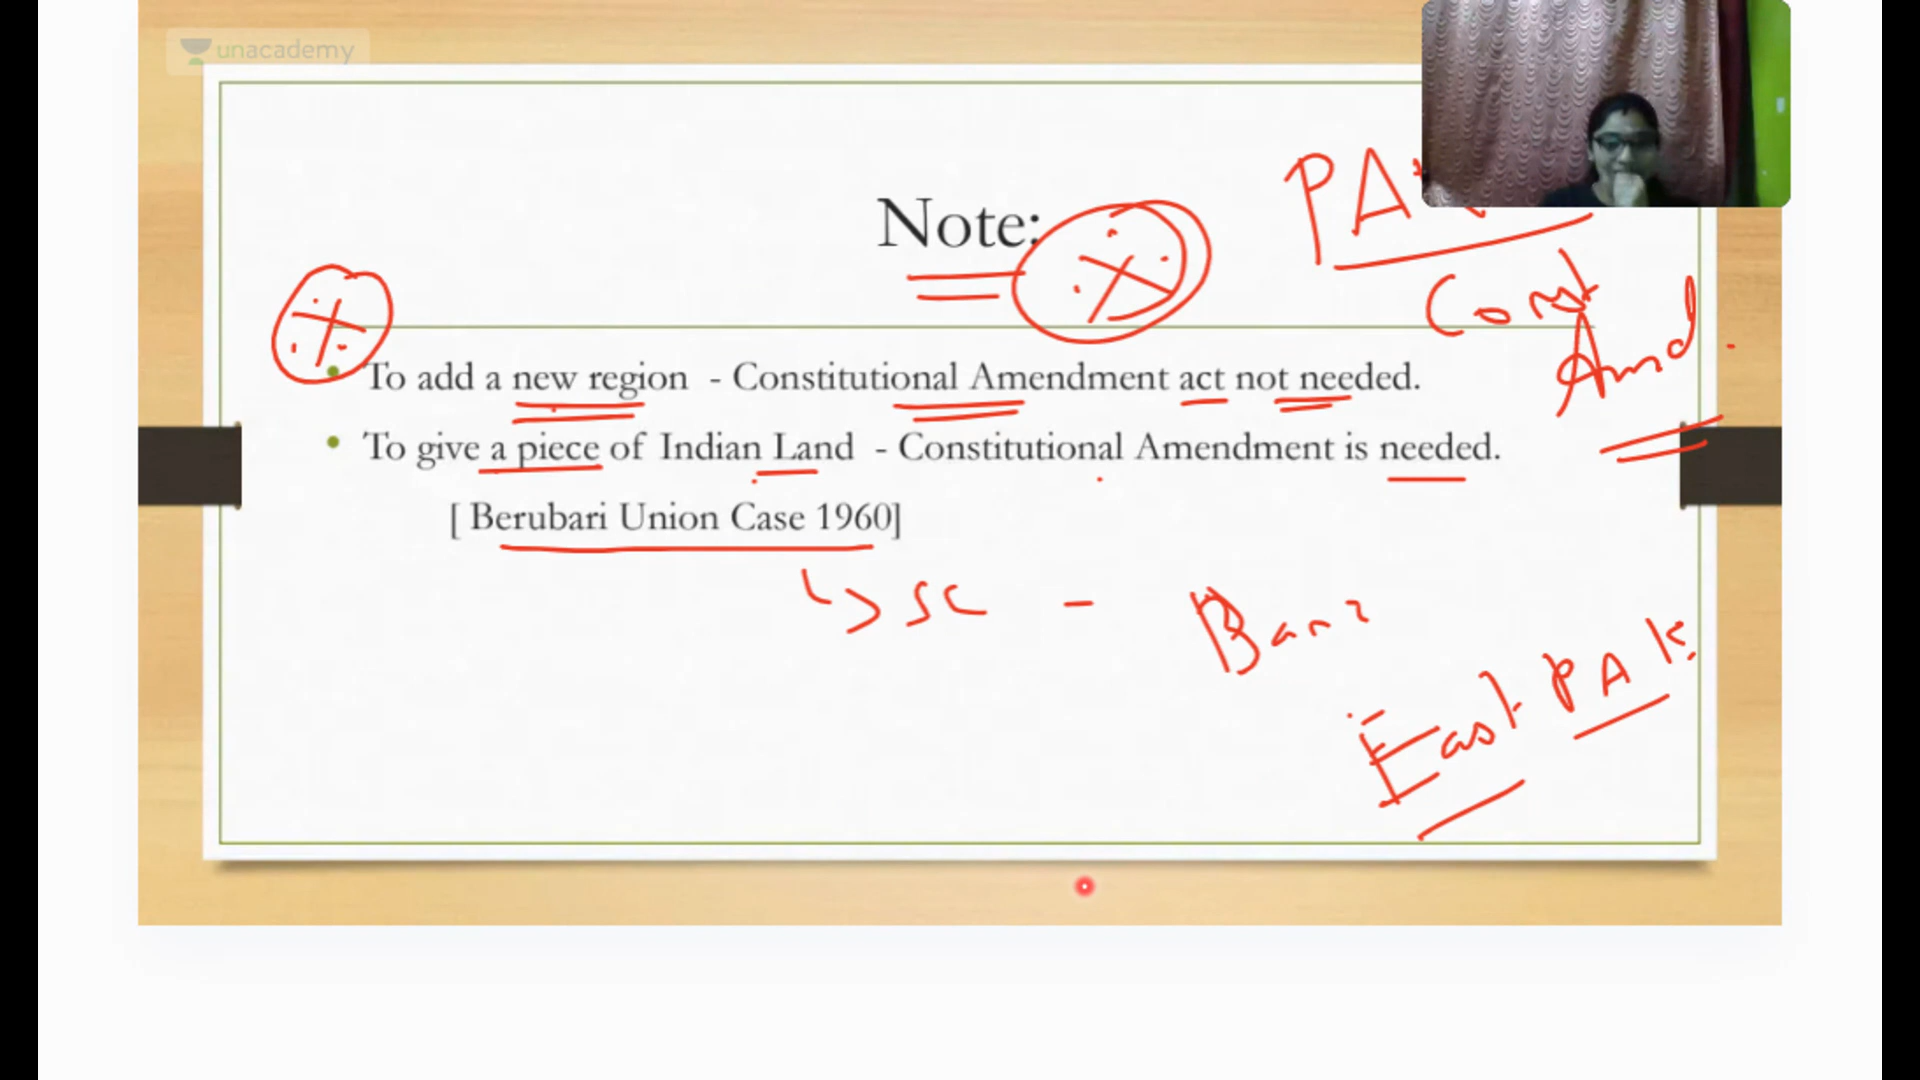 unacademy
Note:
Const
Amd.
• To add a new region - Constitutional Amendment act not needed.
• To give a piece of Indian Land - Constitutional Amendment is needed.
[ Berubari Union Case 1960]
↳ SC -
East PAK